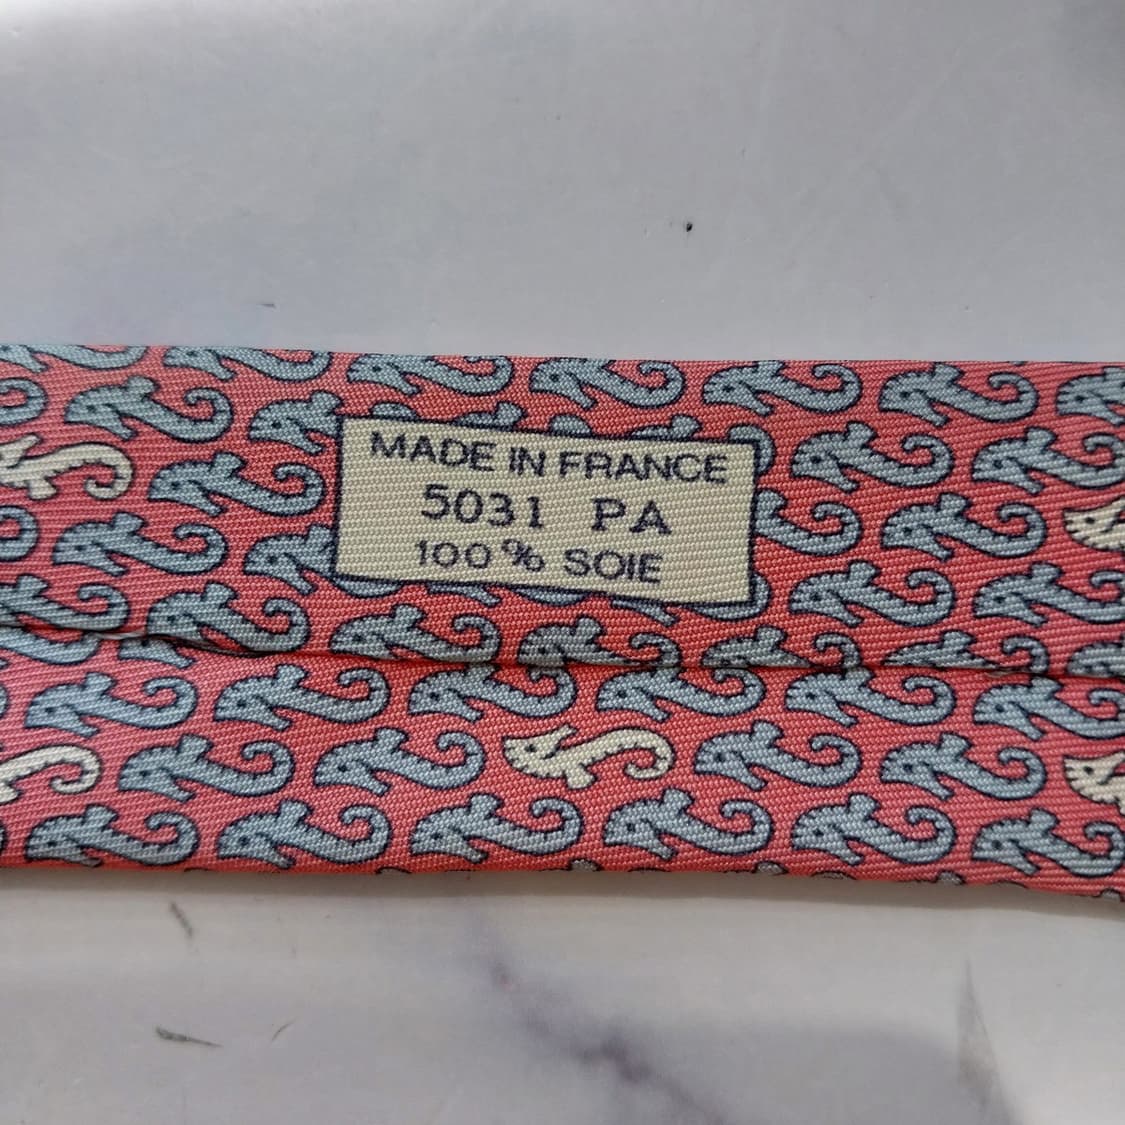 MADE IN FRANCE
5031 PA
100% SOIE